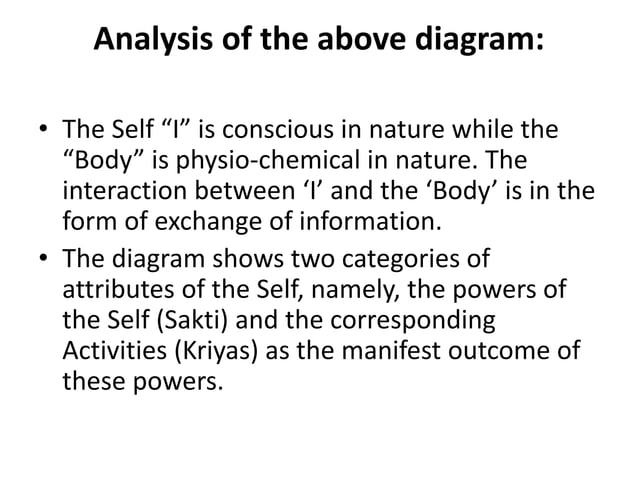 Analysis of the above diagram:
• The Self “I” is conscious in nature while the
“Body” is physio-chemical in nature. The
interaction between ‘I’ and the ‘Body’ is in the
form of exchange of information.
• The diagram shows two categories of
attributes of the Self, namely, the powers of
the Self (Sakti) and the corresponding
Activities (Kriyas) as the manifest outcome of
these powers.